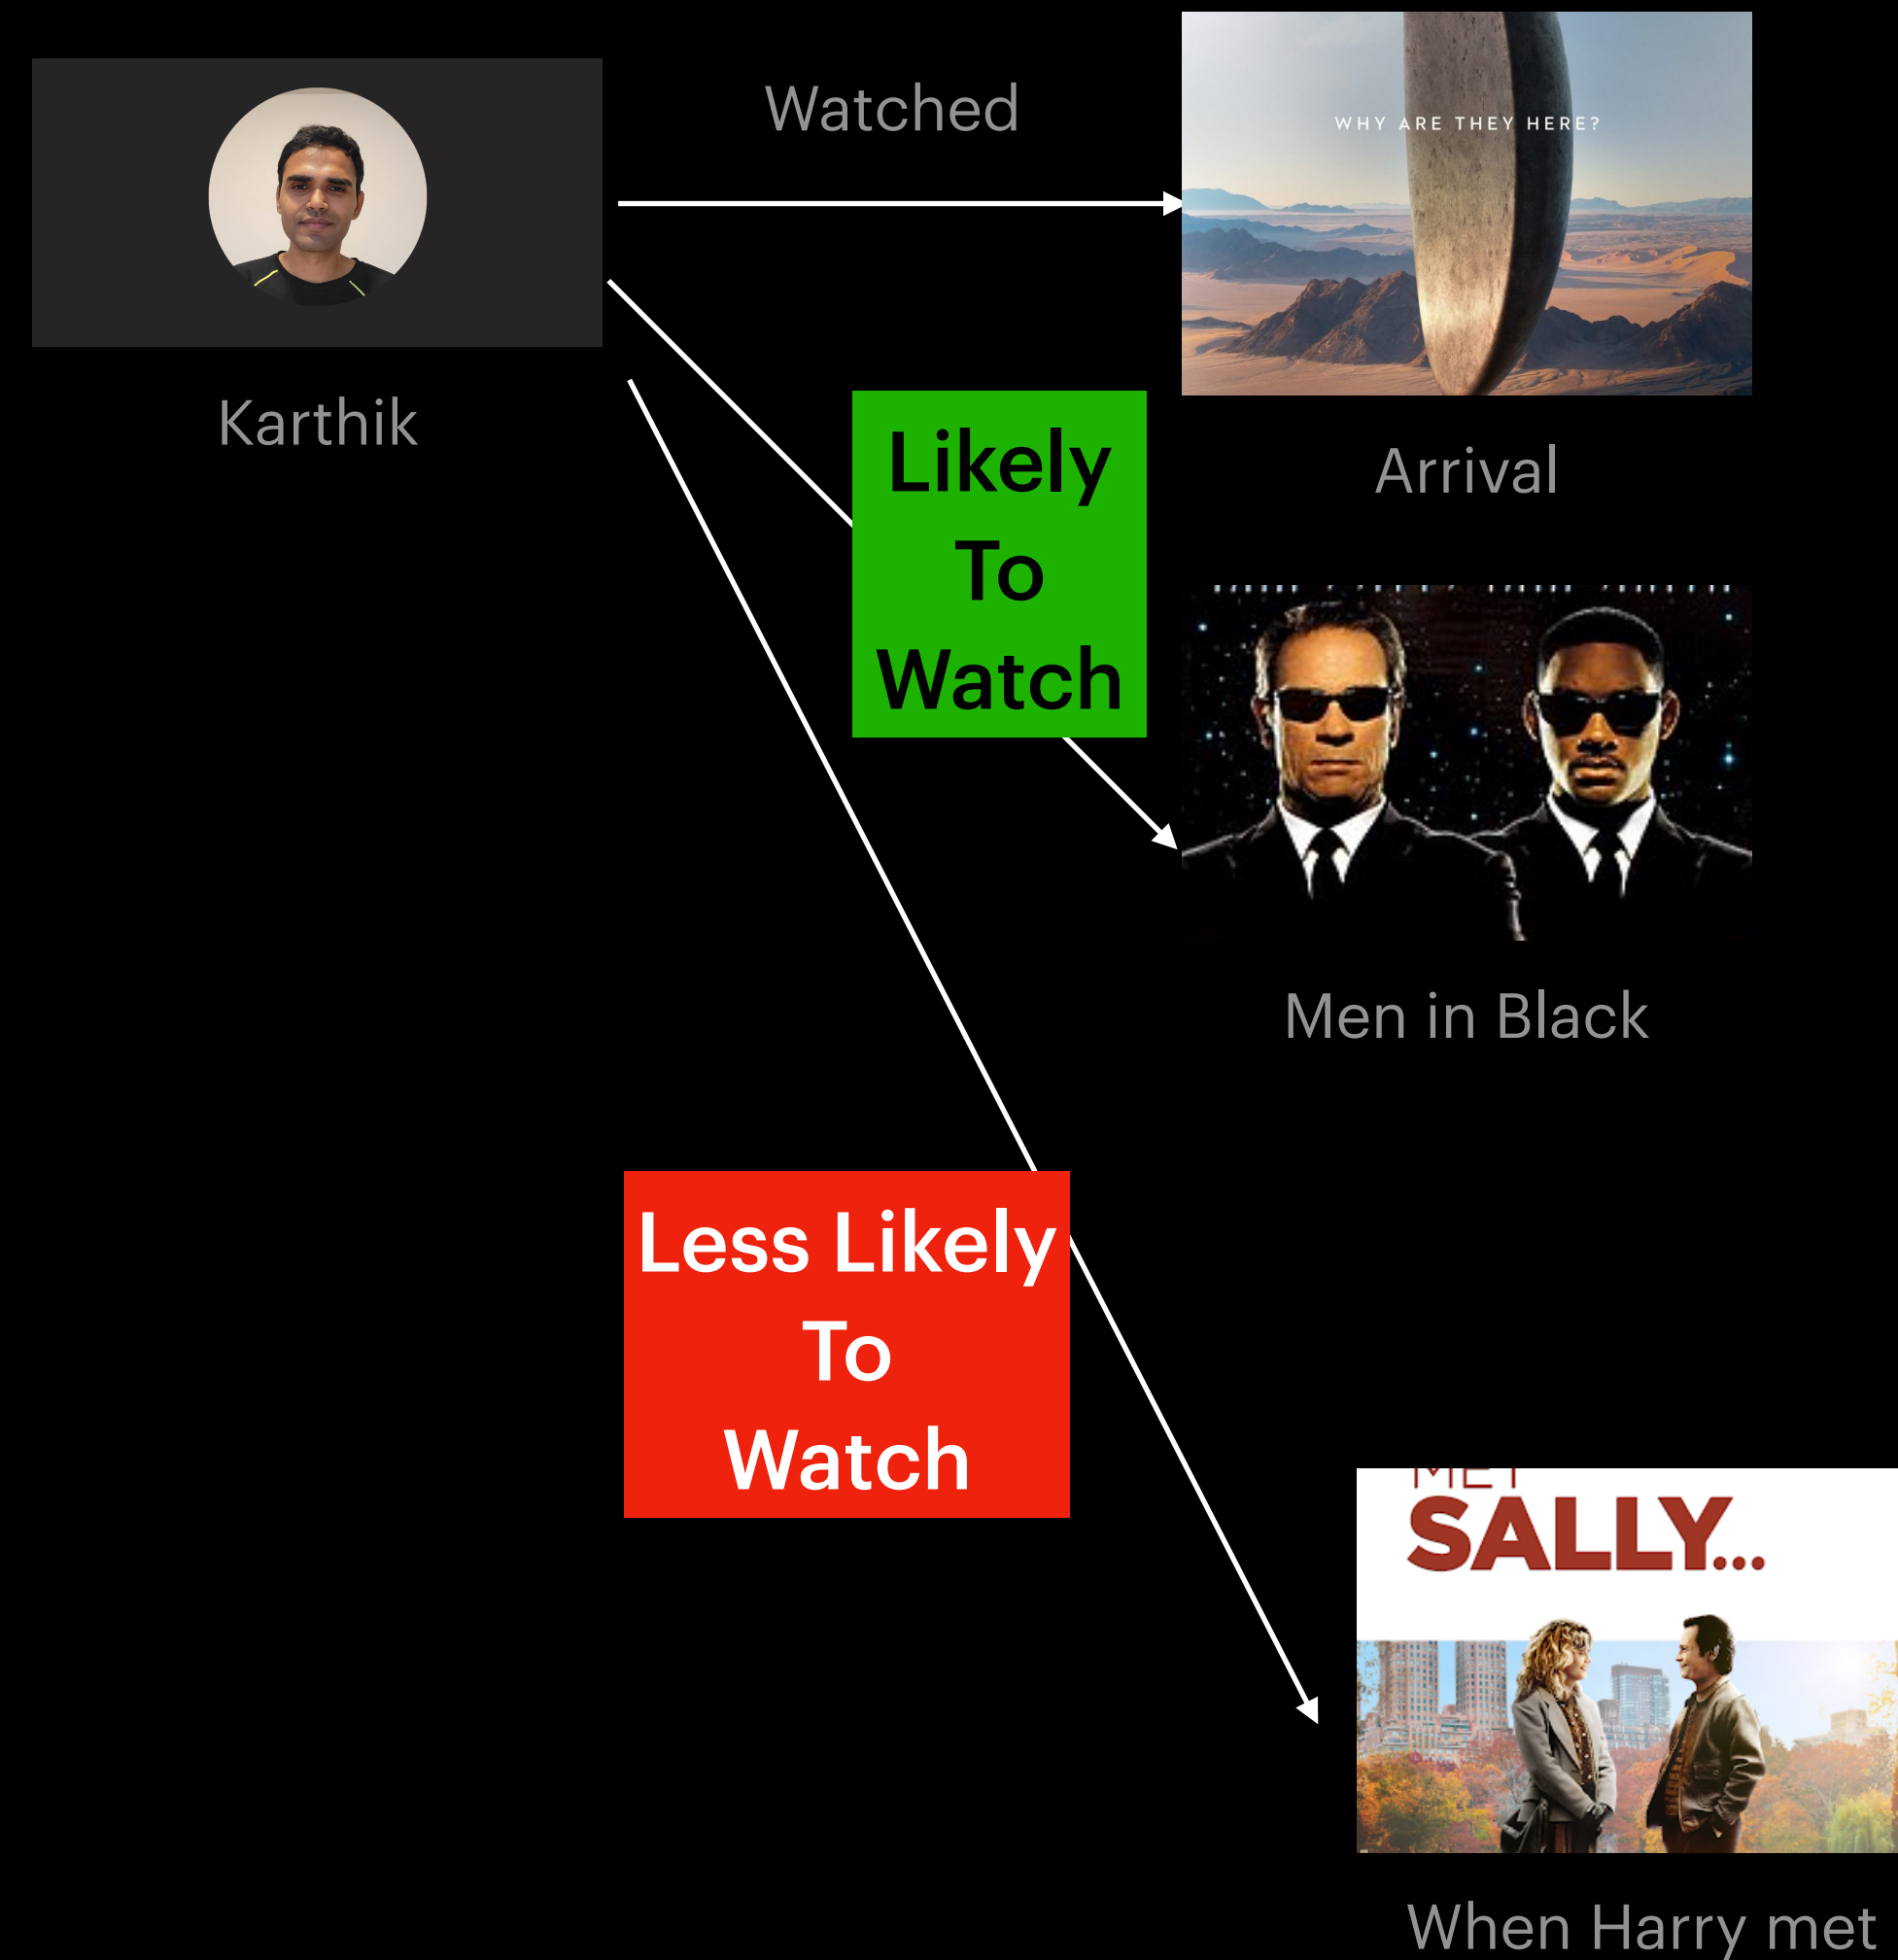 Watched
WHY ARE THEY HERE?
Karthik
Likely
To
Watch
Arrival
Men in Black
Less Likely
To
Watch
MET
SALLY...
When Harry met